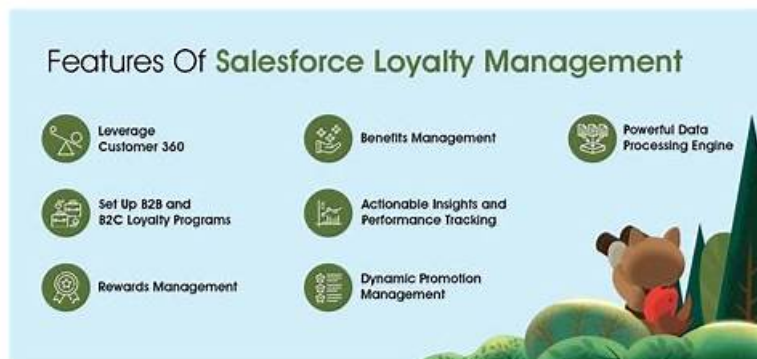 Features Of Salesforce Loyalty Management
Leverage
Customer 360
Set Up B2B and
B2C Loyalty Programs
Rewards Management
Benefits Management
Actionable Insights and
Performance Tracking
Dynamic Promotion
Management
Powerful Data
Processing Engine